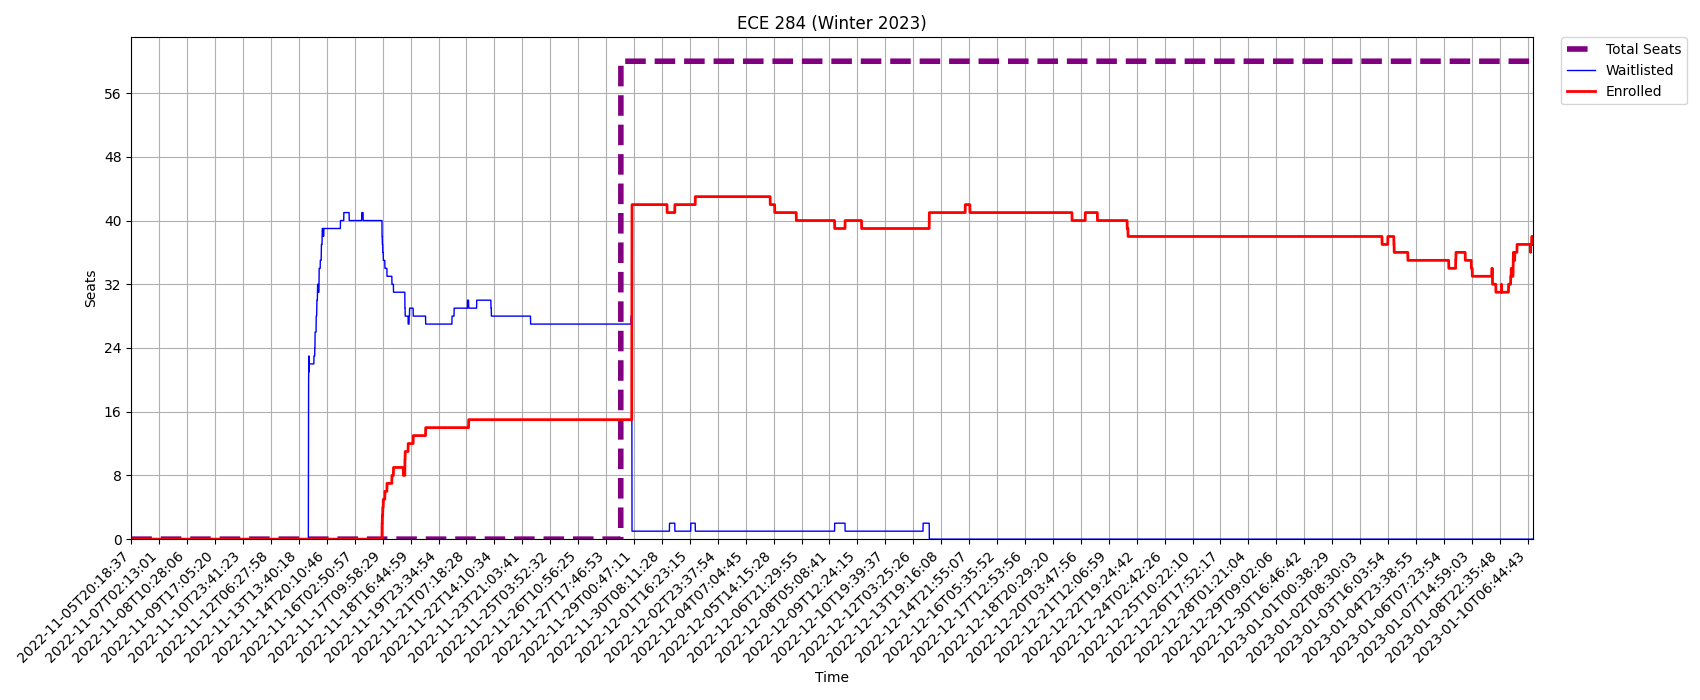 ECE 284 (Winter 2023)
Total Seats
Waitlisted
Enrolled
Seats
56
48
40
32
24
16
8
0
2022-11-05T20:18:37
2022-11-07T02:13:01
2022-11-08T10:28:06
2022-11-09T17:05:20
2022-11-10T23:41:23
2022-11-12T06:27:58
2022-11-13T13:40:18
2022-11-14T20:10:46
2022-11-16T02:50:57
2022-11-17T09:58:29
2022-11-18T16:44:59
2022-11-19T23:34:54
2022-11-21T07:18:28
2022-11-22T14:10:34
2022-11-23T21:03:41
2022-11-25T03:52:32
2022-11-26T10:56:25
2022-11-27T17:46:53
2022-11-29T00:47:11
2022-11-30T08:11:28
2022-12-01T16:23:15
2022-12-02T23:37:54
2022-12-04T07:04:45
2022-12-05T14:15:28
2022-12-06T21:29:55
2022-12-08T05:08:41
2022-12-09T12:24:15
2022-12-10T19:39:37
2022-12-12T03:25:26
2022-12-13T19:16:08
2022-12-14T21:55:07
2022-12-16T05:35:52
2022-12-17T12:53:56
2022-12-18T20:29:20
2022-12-20T03:47:56
2022-12-21T12:06:59
2022-12-22T19:24:42
2022-12-24T02:42:26
2022-12-25T10:22:10
2022-12-26T17:52:17
2022-12-28T01:21:04
2022-12-29T09:02:06
2022-12-30T16:46:42
2023-01-01T00:38:29
2023-01-02T08:30:03
2023-01-03T16:03:54
2023-01-04T23:38:55
2023-01-06T07:23:54
2023-01-07T14:59:03
2023-01-08T22:35:48
2023-01-10T06:44:43
Time